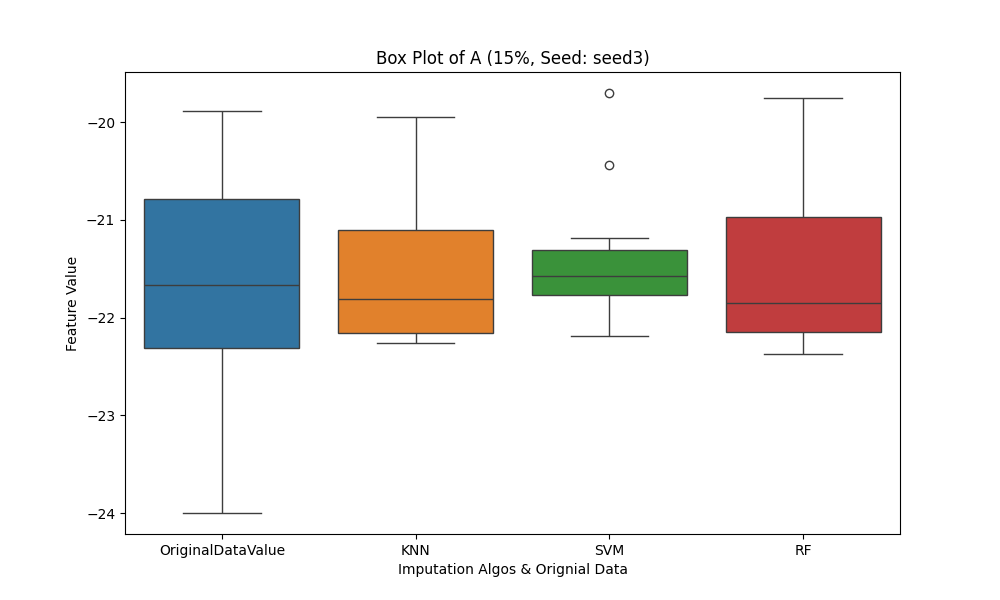 Box Plot of A (15%, Seed: seed3)
Feature Value
−20
−21
−22
−23
−24
OriginalDataValue
KNN
SVM
RF
Imputation Algos & Orignial Data